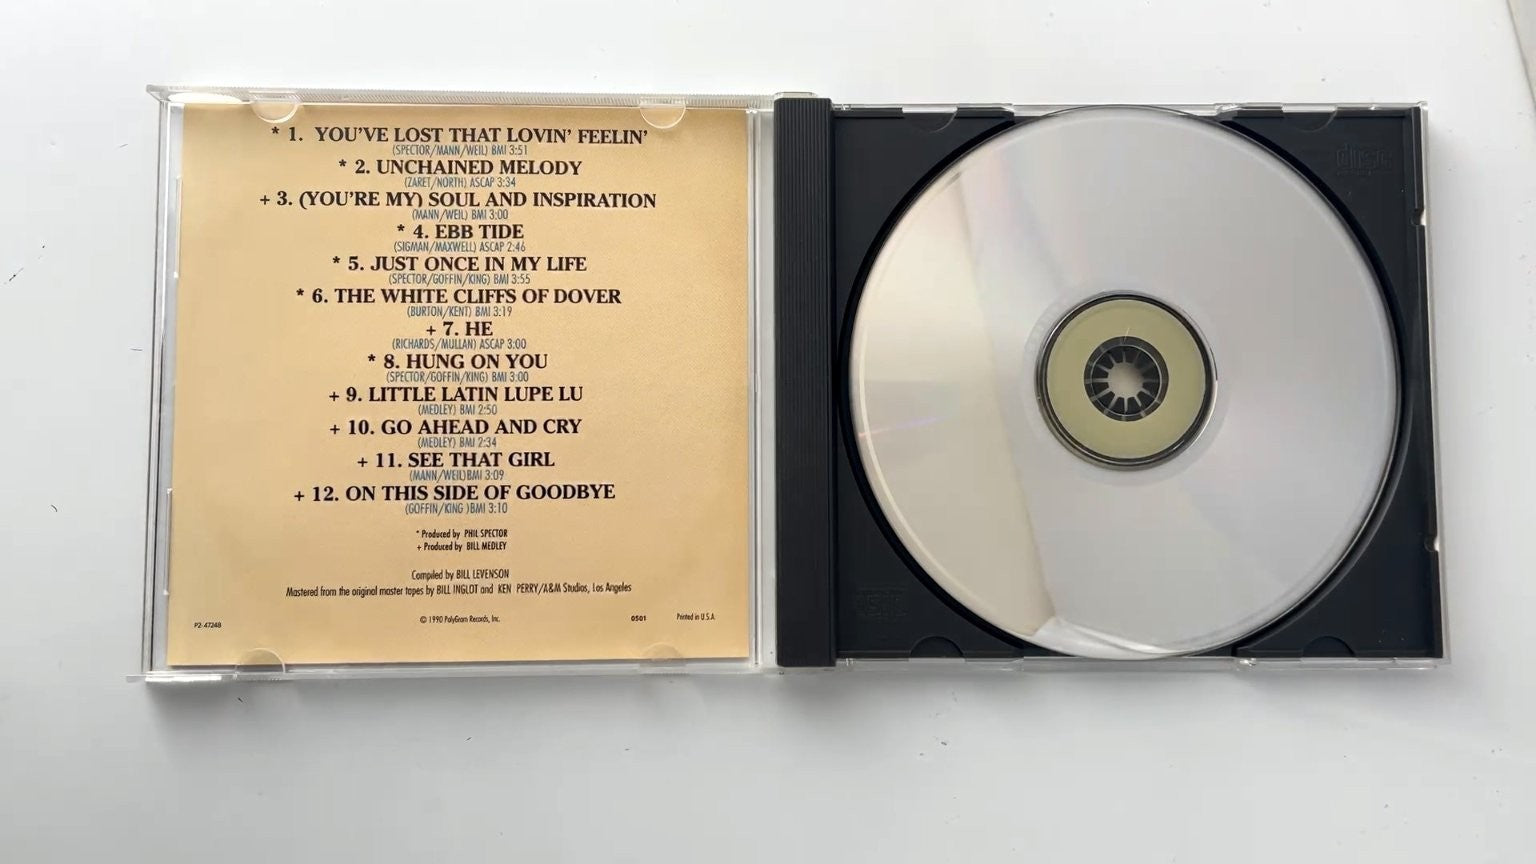 * 1. YOU'VE LOST THAT LOVIN' FEELIN'
(SPECTOR/MANN/WEIL) BMI 3:51
* 2. UNCHAINED MELODY
(ZARET/NORTH) ASCAP 3:34
+ 3. (YOU'RE MY) SOUL AND INSPIRATION
(MANN/WEIL) BMI 3:00
* 4. EBB TIDE
(SIGMAN/MAXWELL) ASCAP 2:46
* 5. JUST ONCE IN MY LIFE
(SPECTOR/GOFFIN/KING) BMI 3:55
* 6. THE WHITE CLIFFS OF DOVER
(BURTON/KENT) BMI 3:19
+ 7. HE
(RICHARDS/MULLAN) ASCAP 3:00
* 8. HUNG ON YOU
(SPECTOR/GOFFIN/KING) BMI 3:00
+ 9. LITTLE LATIN LUPE LU
(MEDLEY) BMI 2:50
+ 10. GO AHEAD AND CRY
(MEDLEY) BMI 2:34
+ 11. SEE THAT GIRL
(MANN/WEIL)BMI 3:09
+ 12. ON THIS SIDE OF GOODBYE
(GOFFIN/KING )BMI 3:10
* Produced by PHIL SPECTOR
+ Produced by BILL MEDLEY
Compiled by BILL LEVENSON
Mastered from the original master tapes by BILL INGLOT and KEN PERRY/A&M Studios, Los Angeles
P2-47248 © 1990 PolyGram Records, Inc. 0501 Printed in U.S.A.
disc